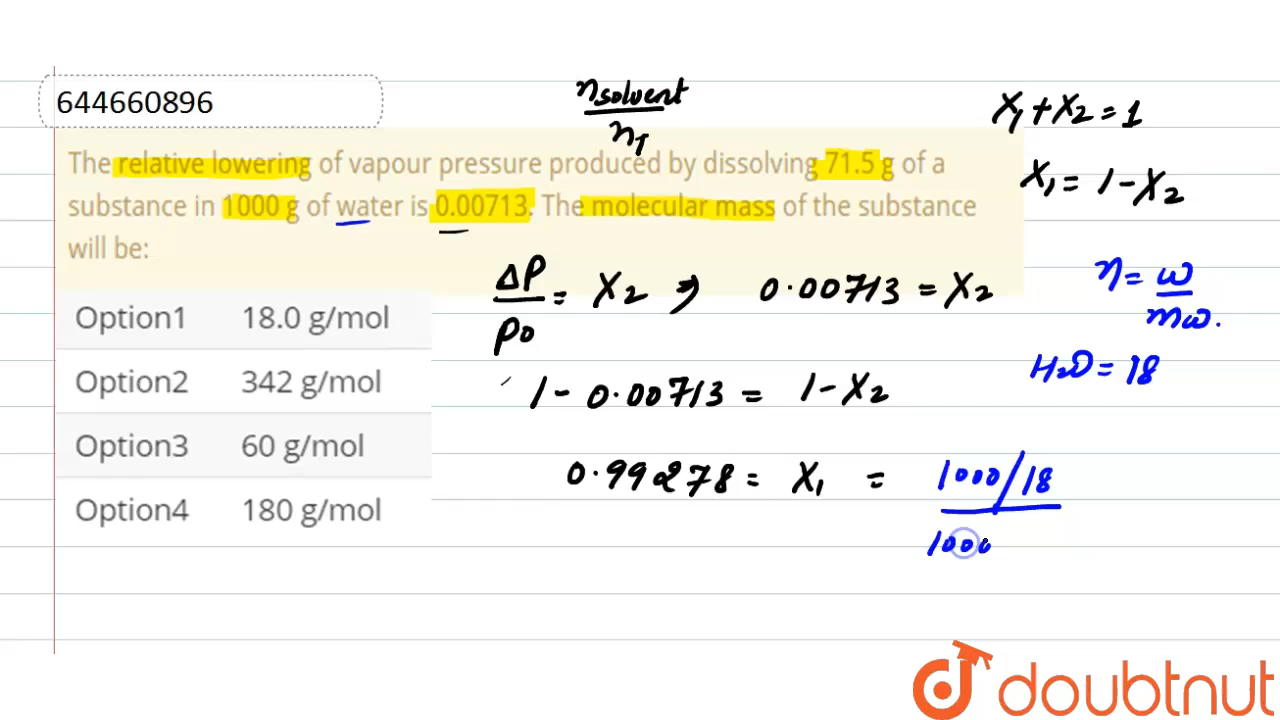 644660896
n solvent
nT
X1 + X2 = 1
The relative lowering of vapour pressure produced by dissolving 71.5 g of a
X1 = 1 - X2
substance in 1000 g of water is 0.00713. The molecular mass of the substance
will be:
ΔP
P0
= X2 ⇒ 0.00713 = X2
n = w
mw.
Option1 18.0 g/mol
H2O = 18
Option2 342 g/mol
1 - 0.00713 = 1 - X2
Option3 60 g/mol
0.99278 = X1 = 1000/18
Option4 180 g/mol
1000
doubtnut